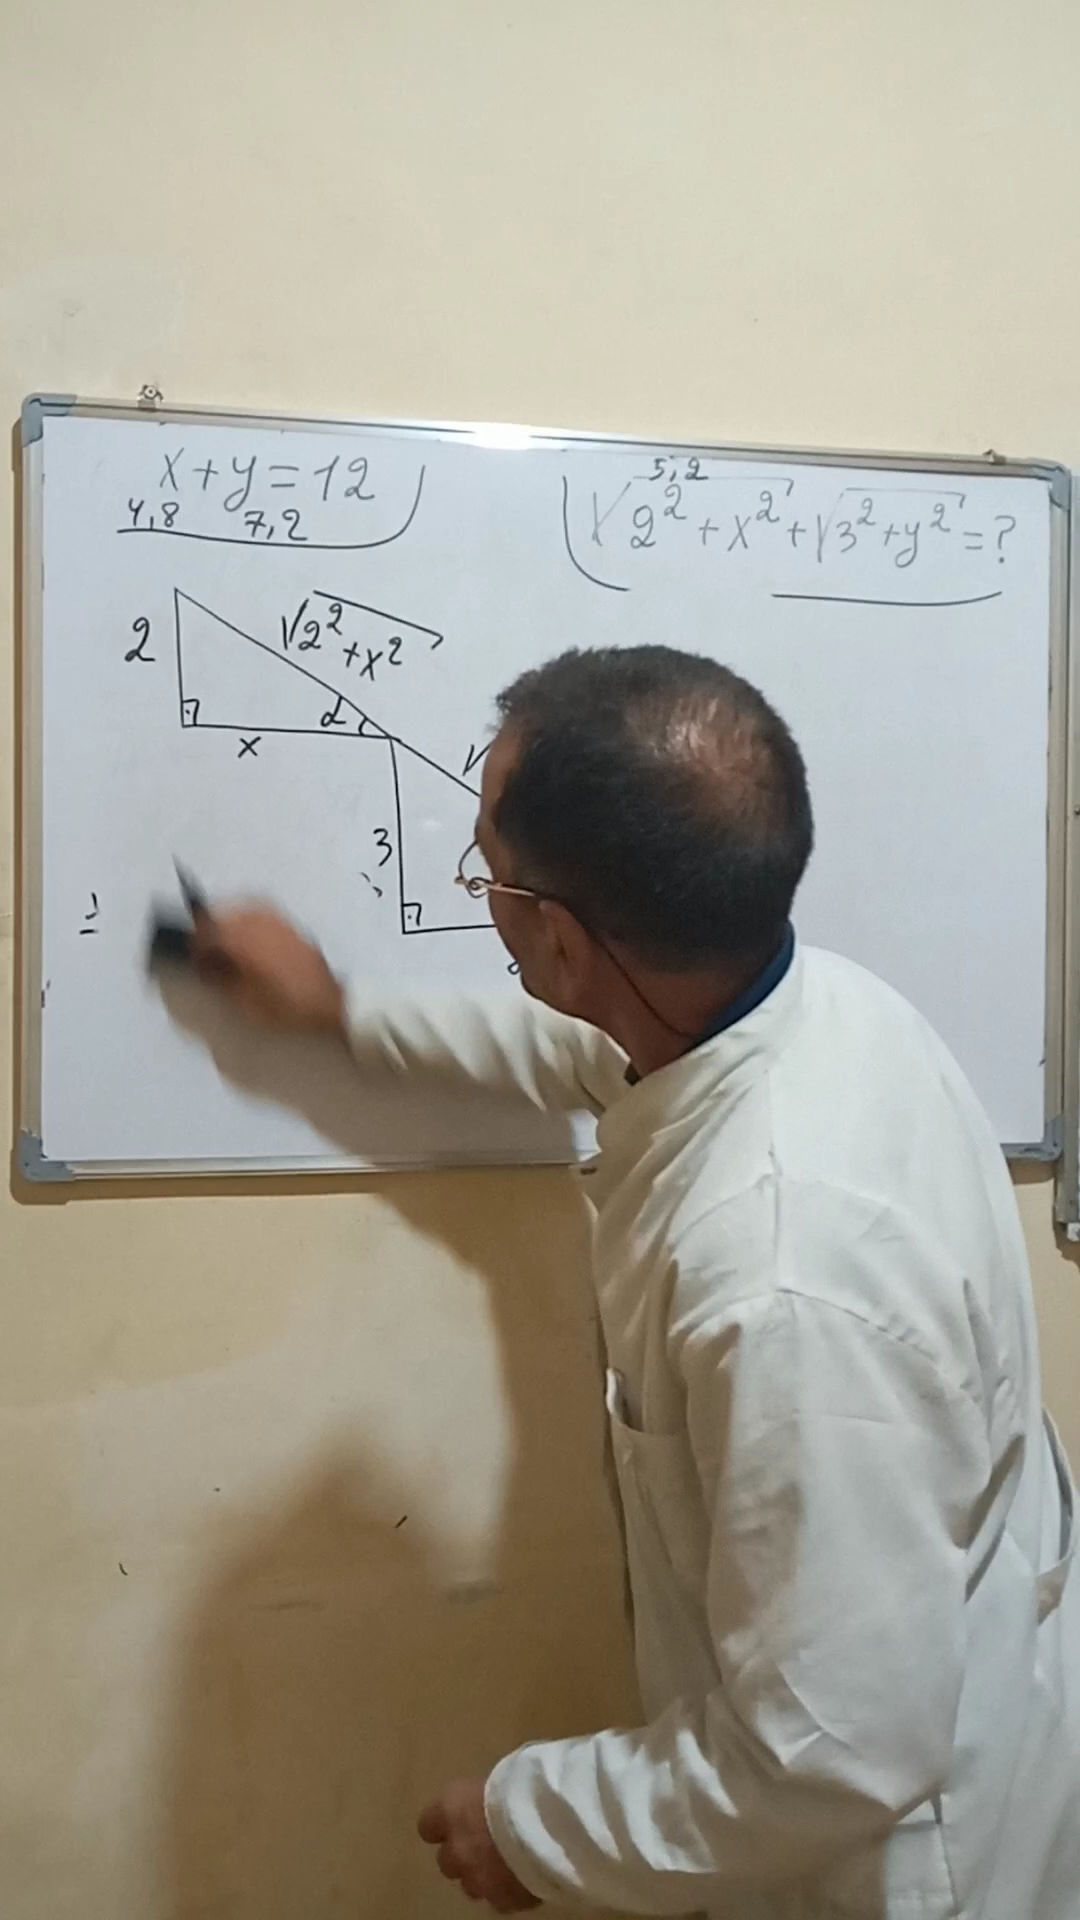 x+y=12
4,8 7,2
5,2
√2²+x²+√3²+y²=?
2
√2²+x²
α
x
3